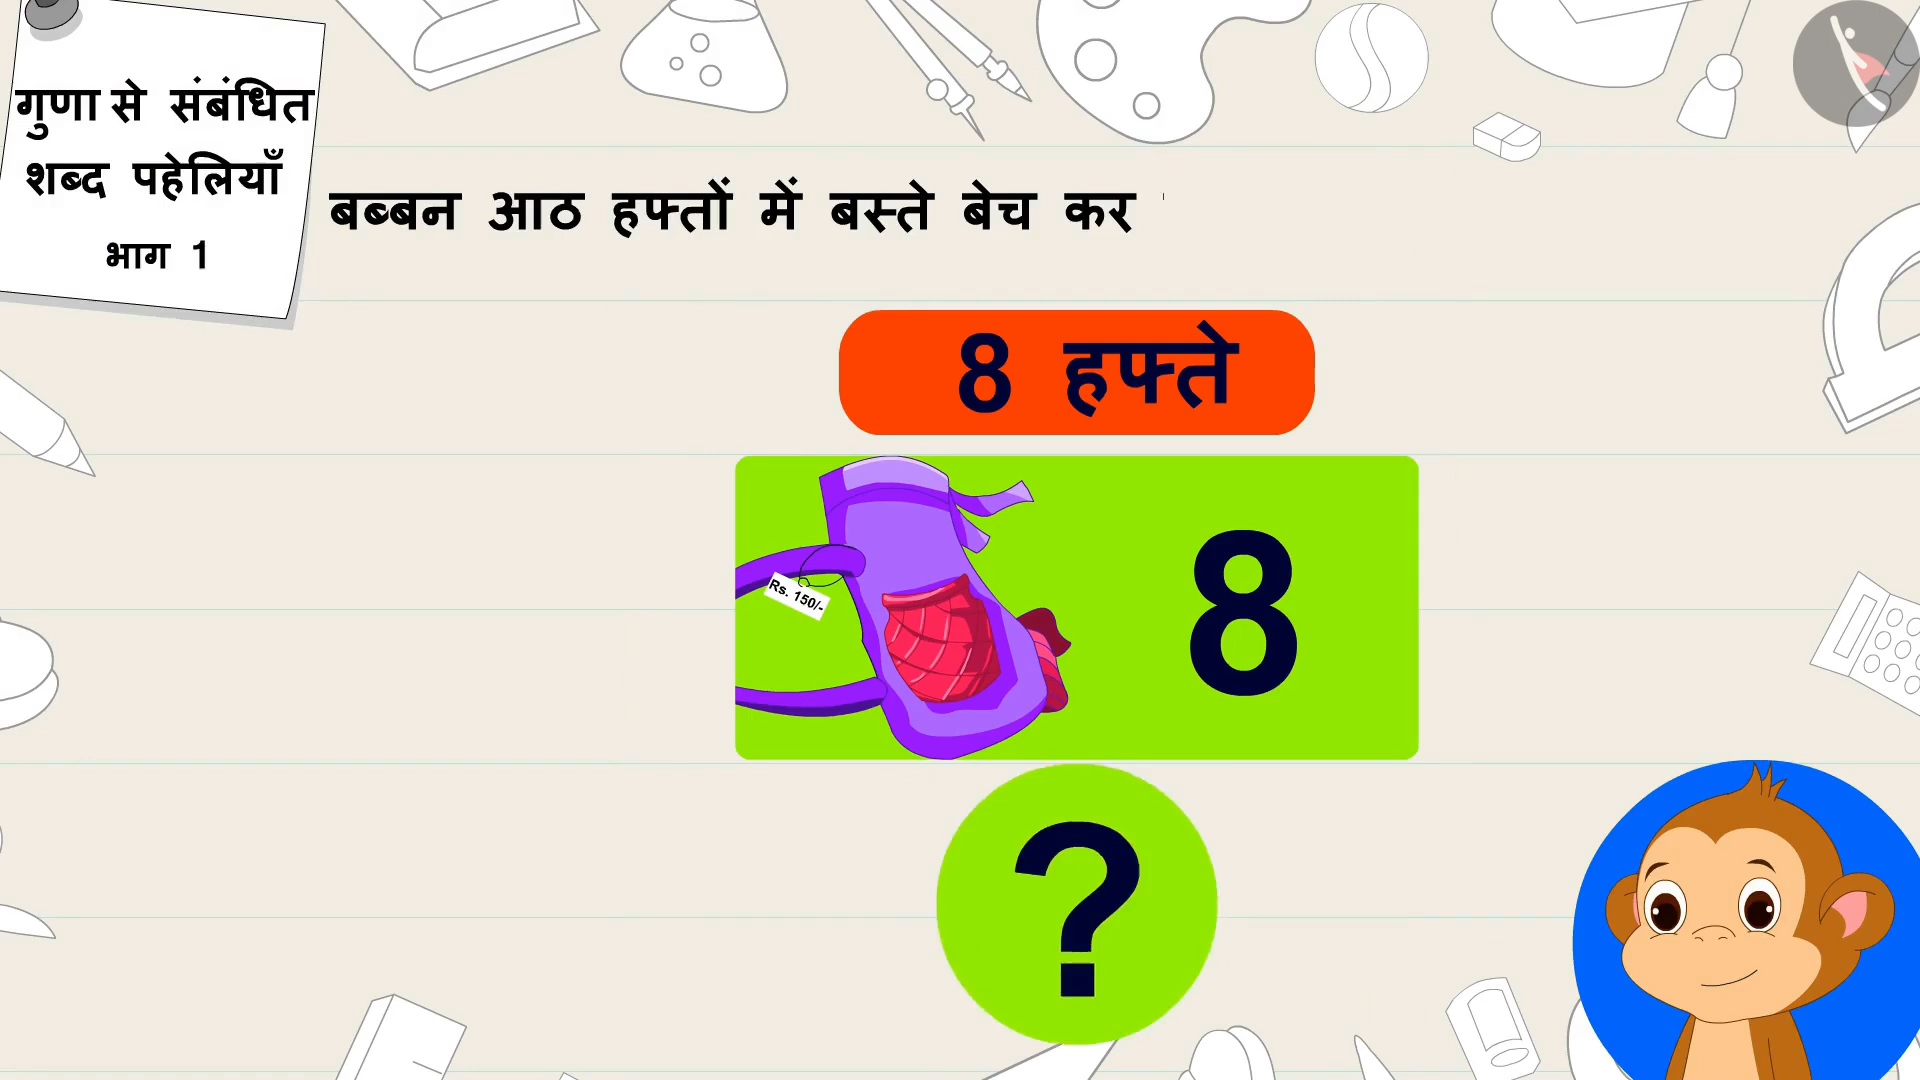 गुणा से संबंधित
शब्द पहेलियाँ
भाग 1
बब्बन आठ हफ्तों में बस्ते बेच कर
8 हफ्ते
Rs. 150/-
8
?